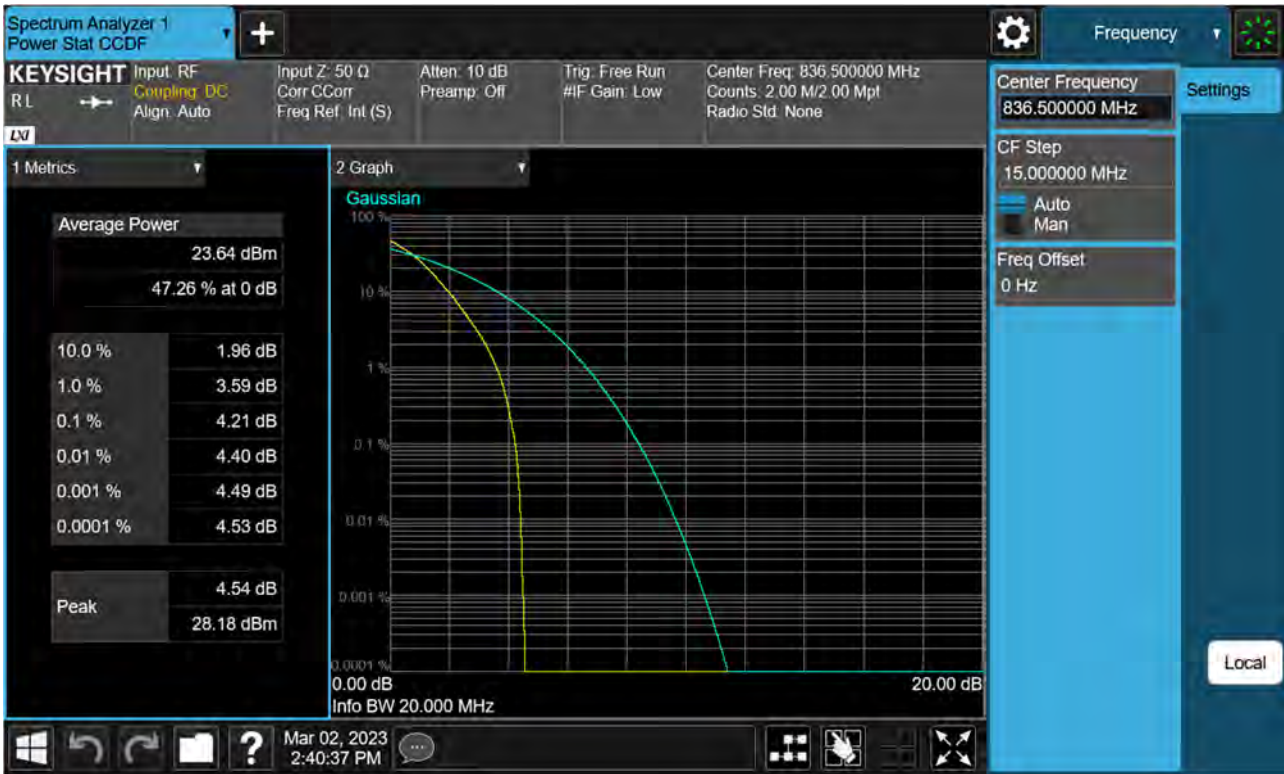 Spectrum Analyzer 1
Power Stat CCDF
+
Frequency
KEYSIGHT
RL
LXI
Input: RF
Coupling: DC
Align: Auto
Input Z: 50 Ω
Corr CCorr
Freq Ref: Int (S)
Atten: 10 dB
Preamp: Off
Trig: Free Run
#IF Gain: Low
Center Freq: 836.500000 MHz
Counts: 2.00 M/2.00 Mpt
Radio Std: None
1 Metrics
Average Power
23.64 dBm
47.26 % at 0 dB
10.0 % 1.96 dB
1.0 % 3.59 dB
0.1 % 4.21 dB
0.01 % 4.40 dB
0.001 % 4.49 dB
0.0001 % 4.53 dB
Peak
4.54 dB
28.18 dBm
2 Graph
Gaussian
100 %
10 %
1 %
0.1 %
0.01 %
0.001 %
0.0001 %
0.00 dB 20.00 dB
Info BW 20.000 MHz
Center Frequency
836.500000 MHz
CF Step
15.000000 MHz
Auto
Man
Freq Offset
0 Hz
Settings
Local
?
Mar 02, 2023
2:40:37 PM